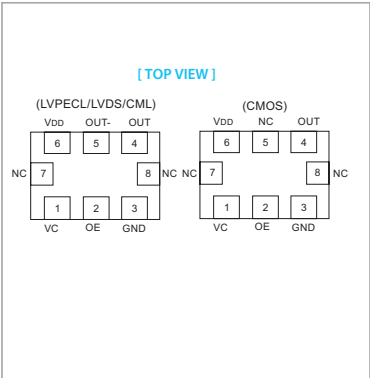 [ TOP VIEW ]
(LVPECL/LVDS/CML)
VDD OUT- OUT
6 5 4
NC 7 8 NC
1 2 3
VC OE GND
(CMOS)
VDD NC OUT
6 5 4
NC 7 8 NC
1 2 3
VC OE GND